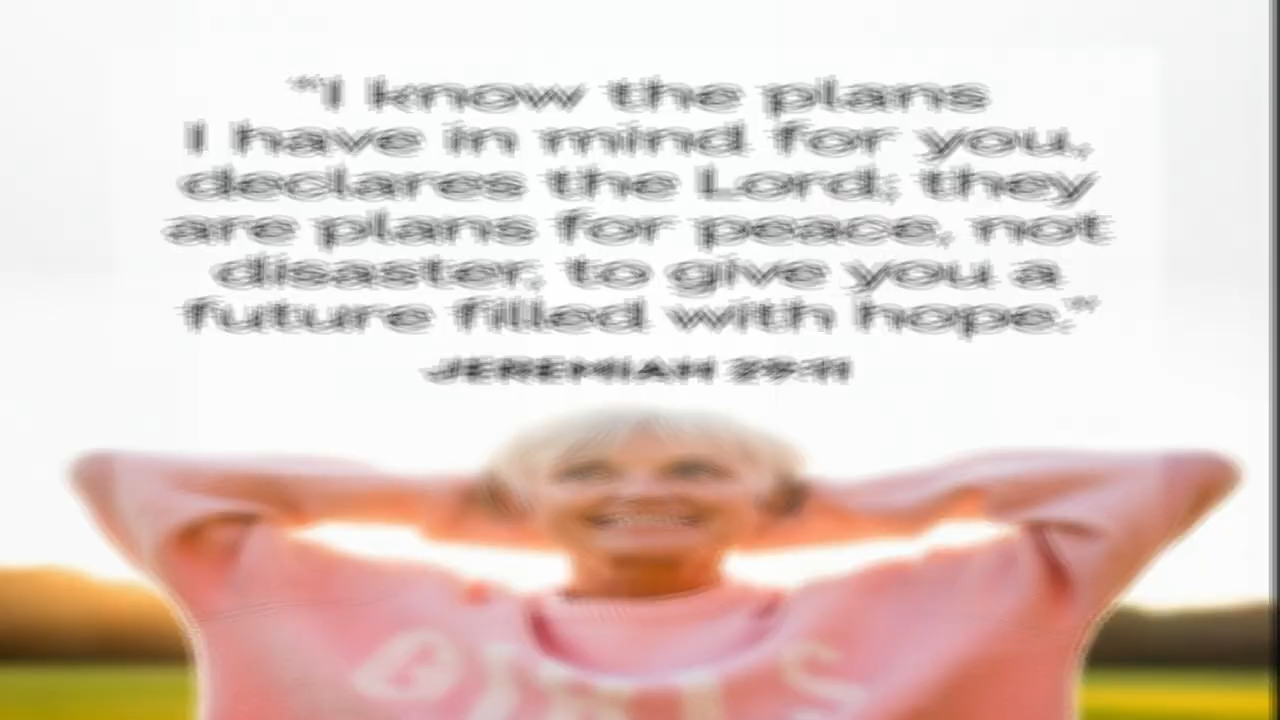 "I know the plans
I have in mind for you,
declares the Lord; they
are plans for peace, not
disaster, to give you a
future filled with hope."
JEREMIAH 29:11